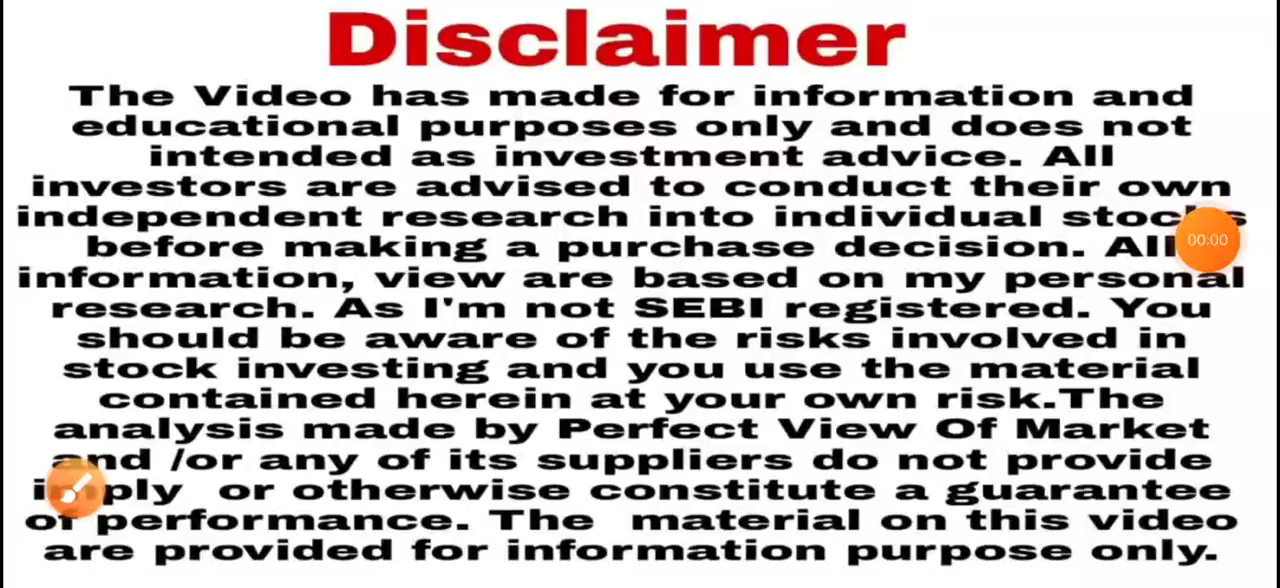 Disclaimer
The Video has made for information and
educational purposes only and does not
intended as investment advice. All
investors are advised to conduct their own
independent research into individual stocks
before making a purchase decision. All
information, view are based on my personal
research. As I'm not SEBI registered. You
should be aware of the risks involved in
stock investing and you use the material
contained herein at your own risk.The
analysis made by Perfect View Of Market
and /or any of its suppliers do not provide
imply or otherwise constitute a guarantee
of performance. The material on this video
are provided for information purpose only.
00:00